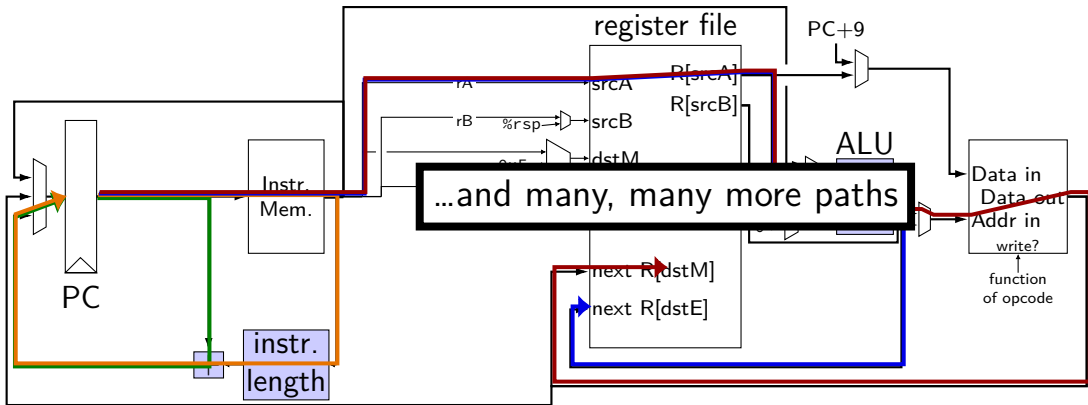 register file
PC+9
R[srcA]
srcA
rA
R[srcB]
rB
%rsp
srcB
ALU
dstM
Instr.
Mem.
...and many, many more paths
Data in
Data out
Addr in
write?
function
of opcode
PC
next R[dstM]
next R[dstE]
instr.
length
+